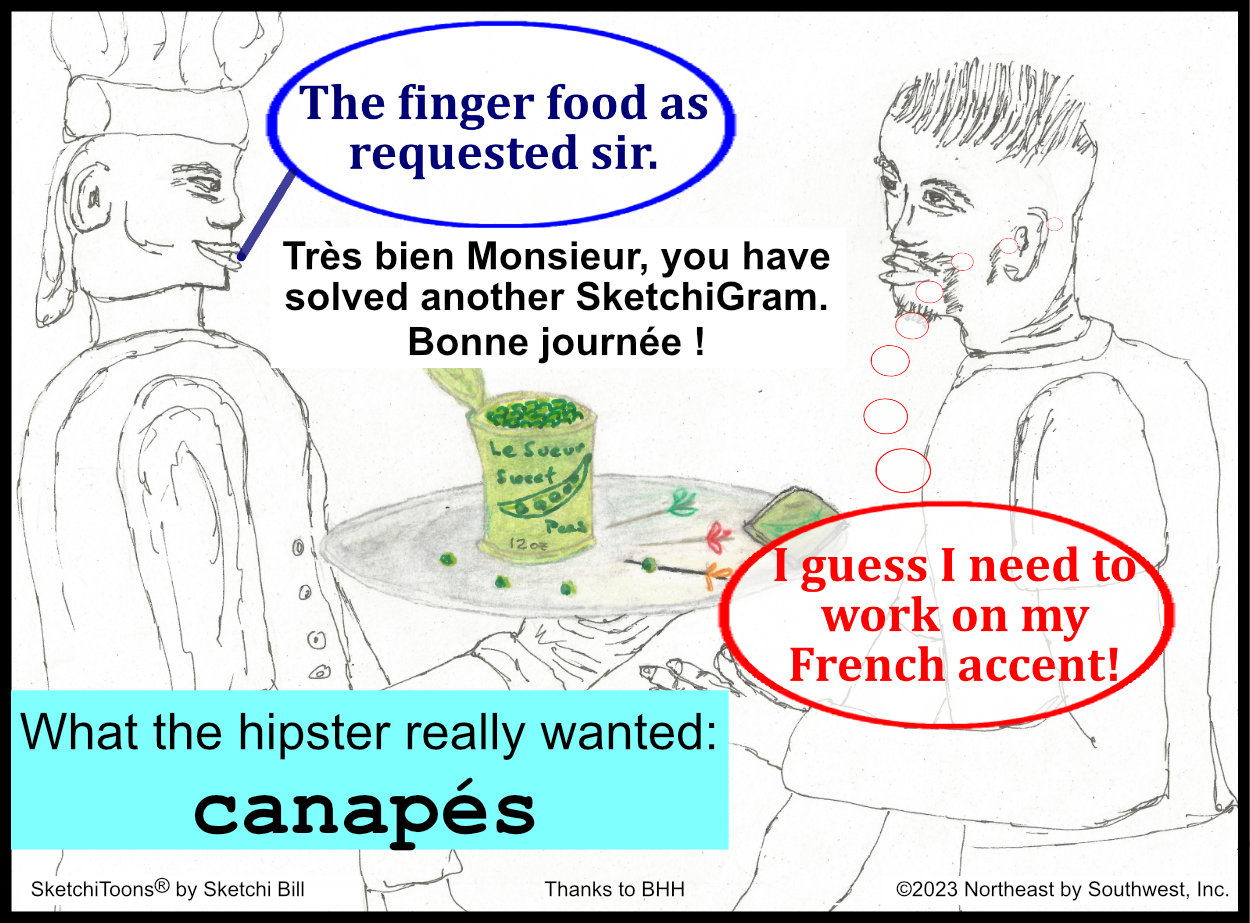 The finger food as
requested sir.
Très bien Monsieur, you have
solved another SketchiGram.
Bonne journée !
Le Sueur
Sweet
Peas
12 oz
I guess I need to
work on my
French accent!
What the hipster really wanted:
canapés
SketchiToons® by Sketchi Bill
Thanks to BHH
©2023 Northeast by Southwest, Inc.